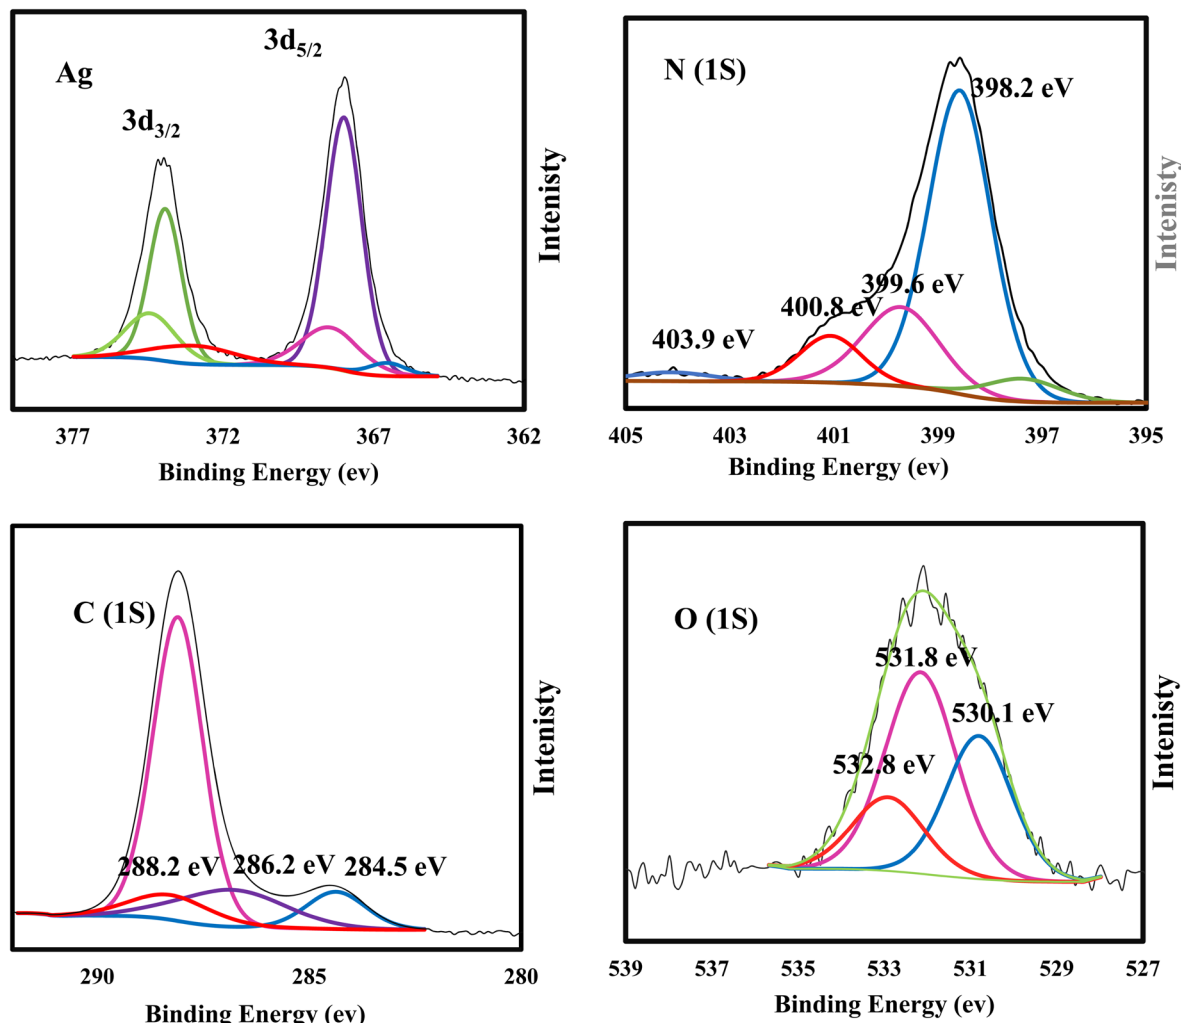 Ag
3d5/2
3d3/2
Intenisty
377 372 367 362
Binding Energy (ev)
N (1S)
398.2 eV
399.6 eV
400.8 eV
403.9 eV
Intenisty
405 403 401 399 397 395
Binding Energy (ev)
C (1S)
288.2 eV 286.2 eV 284.5 eV
Intenisty
290 285 280
Binding Energy (ev)
O (1S)
531.8 eV
530.1 eV
532.8 eV
Intenisty
539 537 535 533 531 529 527
Binding Energy (ev)